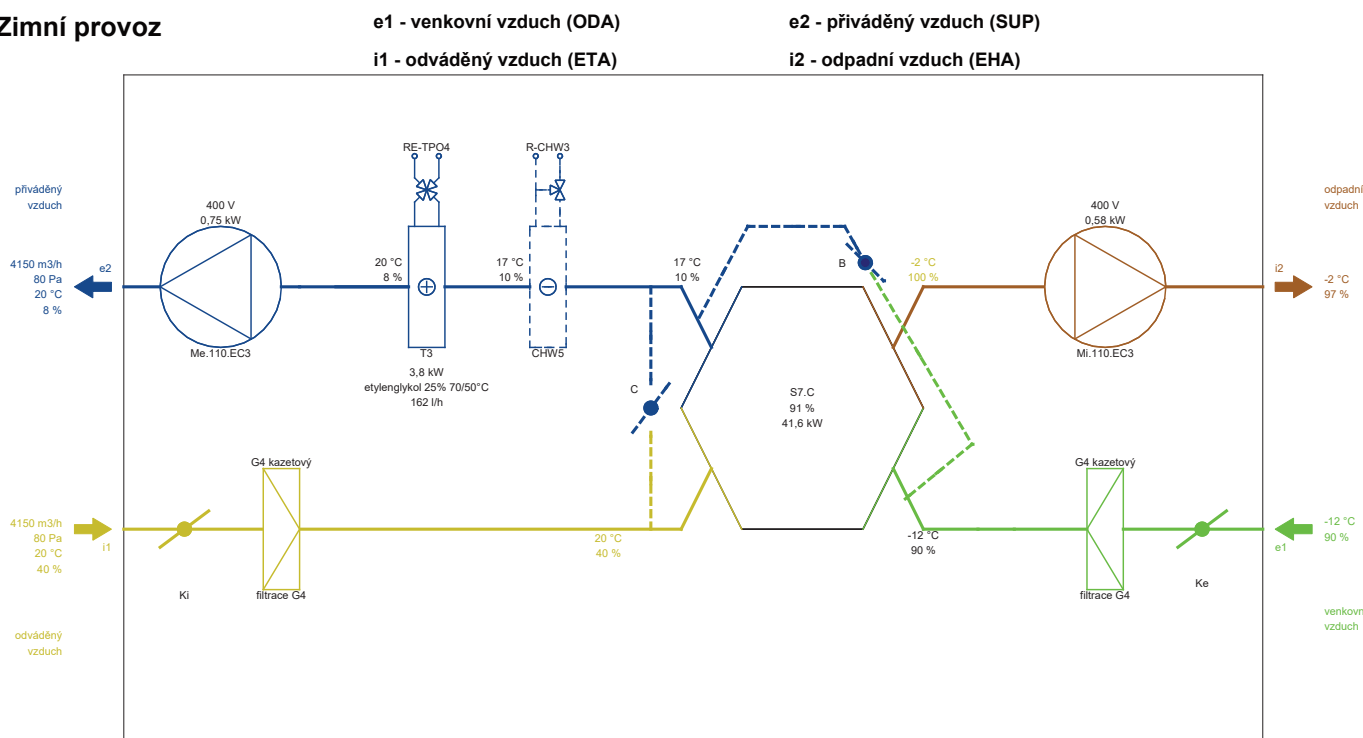 Zimní provoz
e1 - venkovní vzduch (ODA)
e2 - přiváděný vzduch (SUP)
i1 - odváděný vzduch (ETA)
i2 - odpadní vzduch (EHA)
RE-TPO4
R-CHW3
přiváděný
vzduch
400 V
0,75 kW
400 V
0,58 kW
odpadní
vzduch
4150 m3/h
80 Pa
20 °C
8 %
e2
20 °C
8 %
17 °C
10 %
17 °C
10 %
B
-2 °C
100 %
i2
-2 °C
97 %
Me.110.EC3
T3
CHW5
Mi.110.EC3
3,8 kW
etylenglykol 25% 70/50°C
162 l/h
C
S7.C
91 %
41,6 kW
G4 kazetový
G4 kazetový
4150 m3/h
80 Pa
20 °C
40 %
i1
20 °C
40 %
-12 °C
90 %
e1
-12 °C
90 %
Ki
filtrace G4
filtrace G4
Ke
odváděný
vzduch
venkovní
vzduch